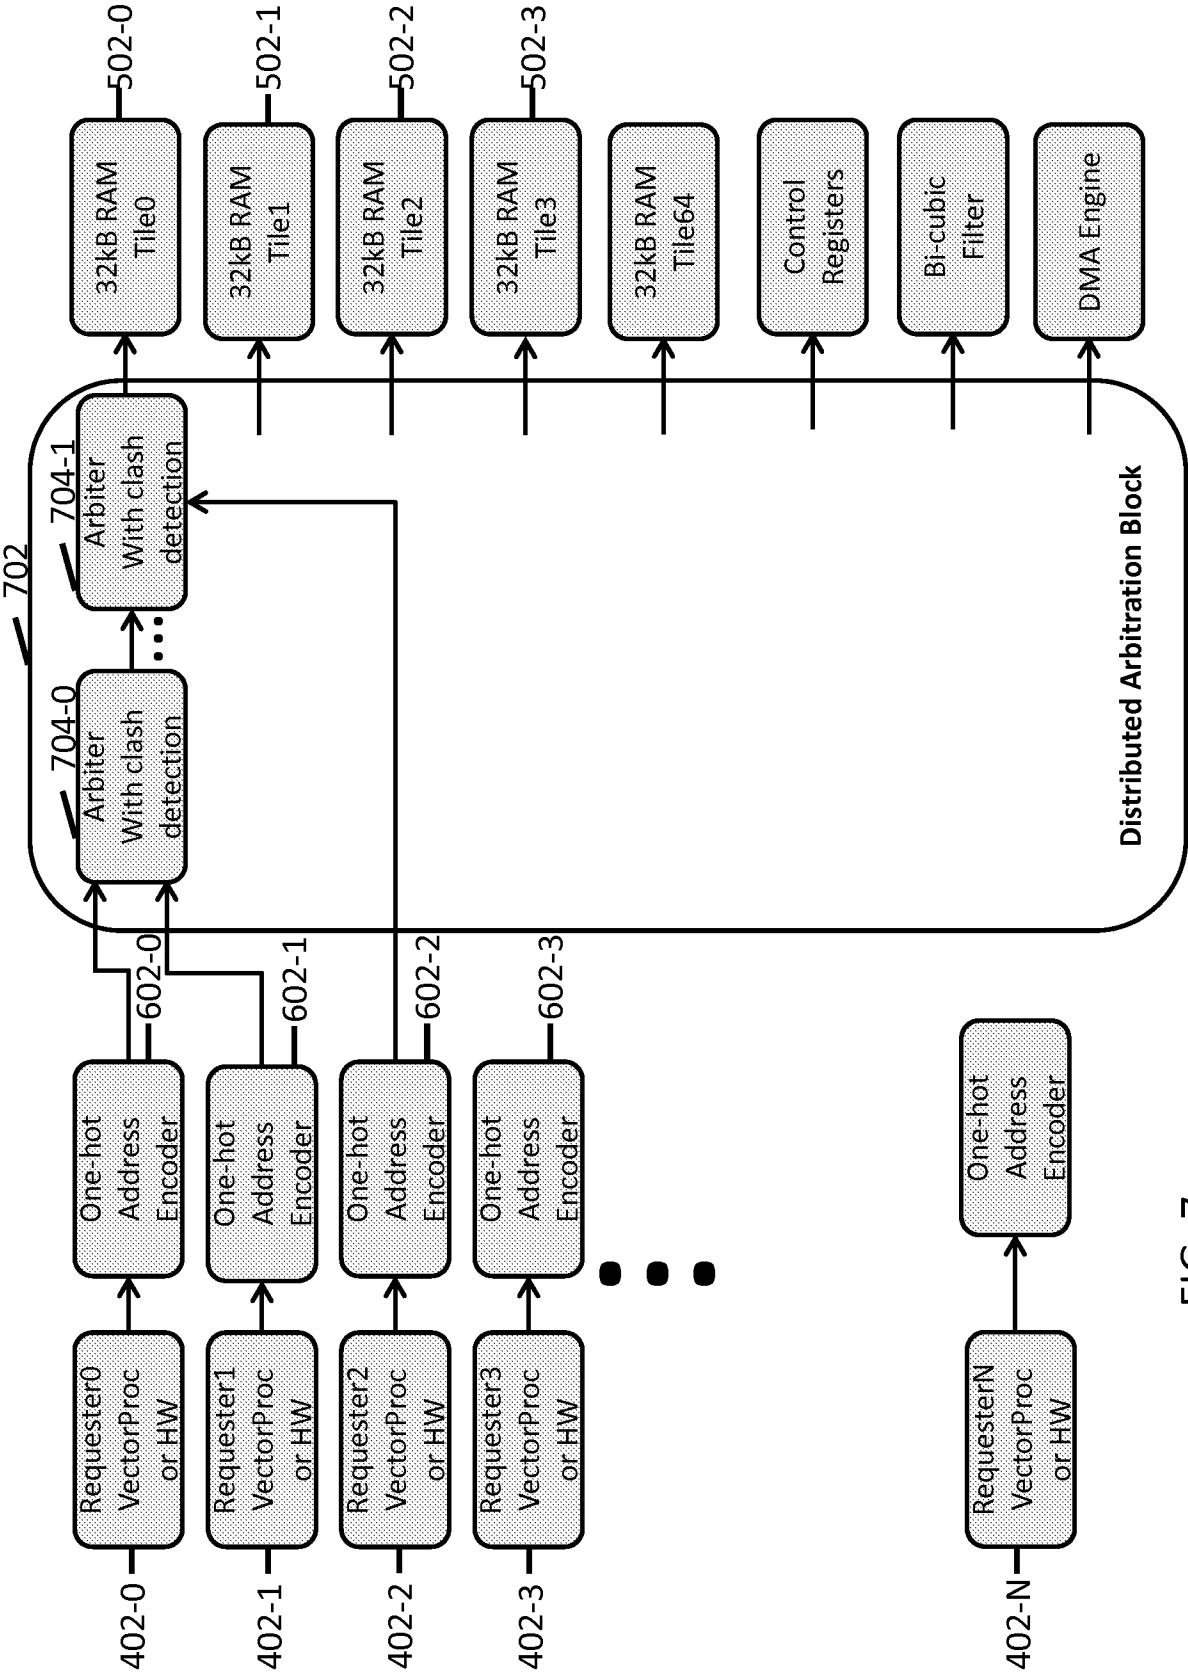 702
402-0
Requester0
VectorProc
or HW
One-hot
Address
Encoder
602-0
704-0
Arbiter
With clash
detection
...
704-1
Arbiter
With clash
detection
32kB RAM
Tile0
502-0
402-1
Requester1
VectorProc
or HW
One-hot
Address
Encoder
602-1
32kB RAM
Tile1
502-1
402-2
Requester2
VectorProc
or HW
One-hot
Address
Encoder
602-2
32kB RAM
Tile2
502-2
402-3
Requester3
VectorProc
or HW
One-hot
Address
Encoder
602-3
32kB RAM
Tile3
502-3
32kB RAM
Tile64
Control
Registers
Bi-cubic
Filter
402-N
RequesterN
VectorProc
or HW
One-hot
Address
Encoder
DMA Engine
Distributed Arbitration Block